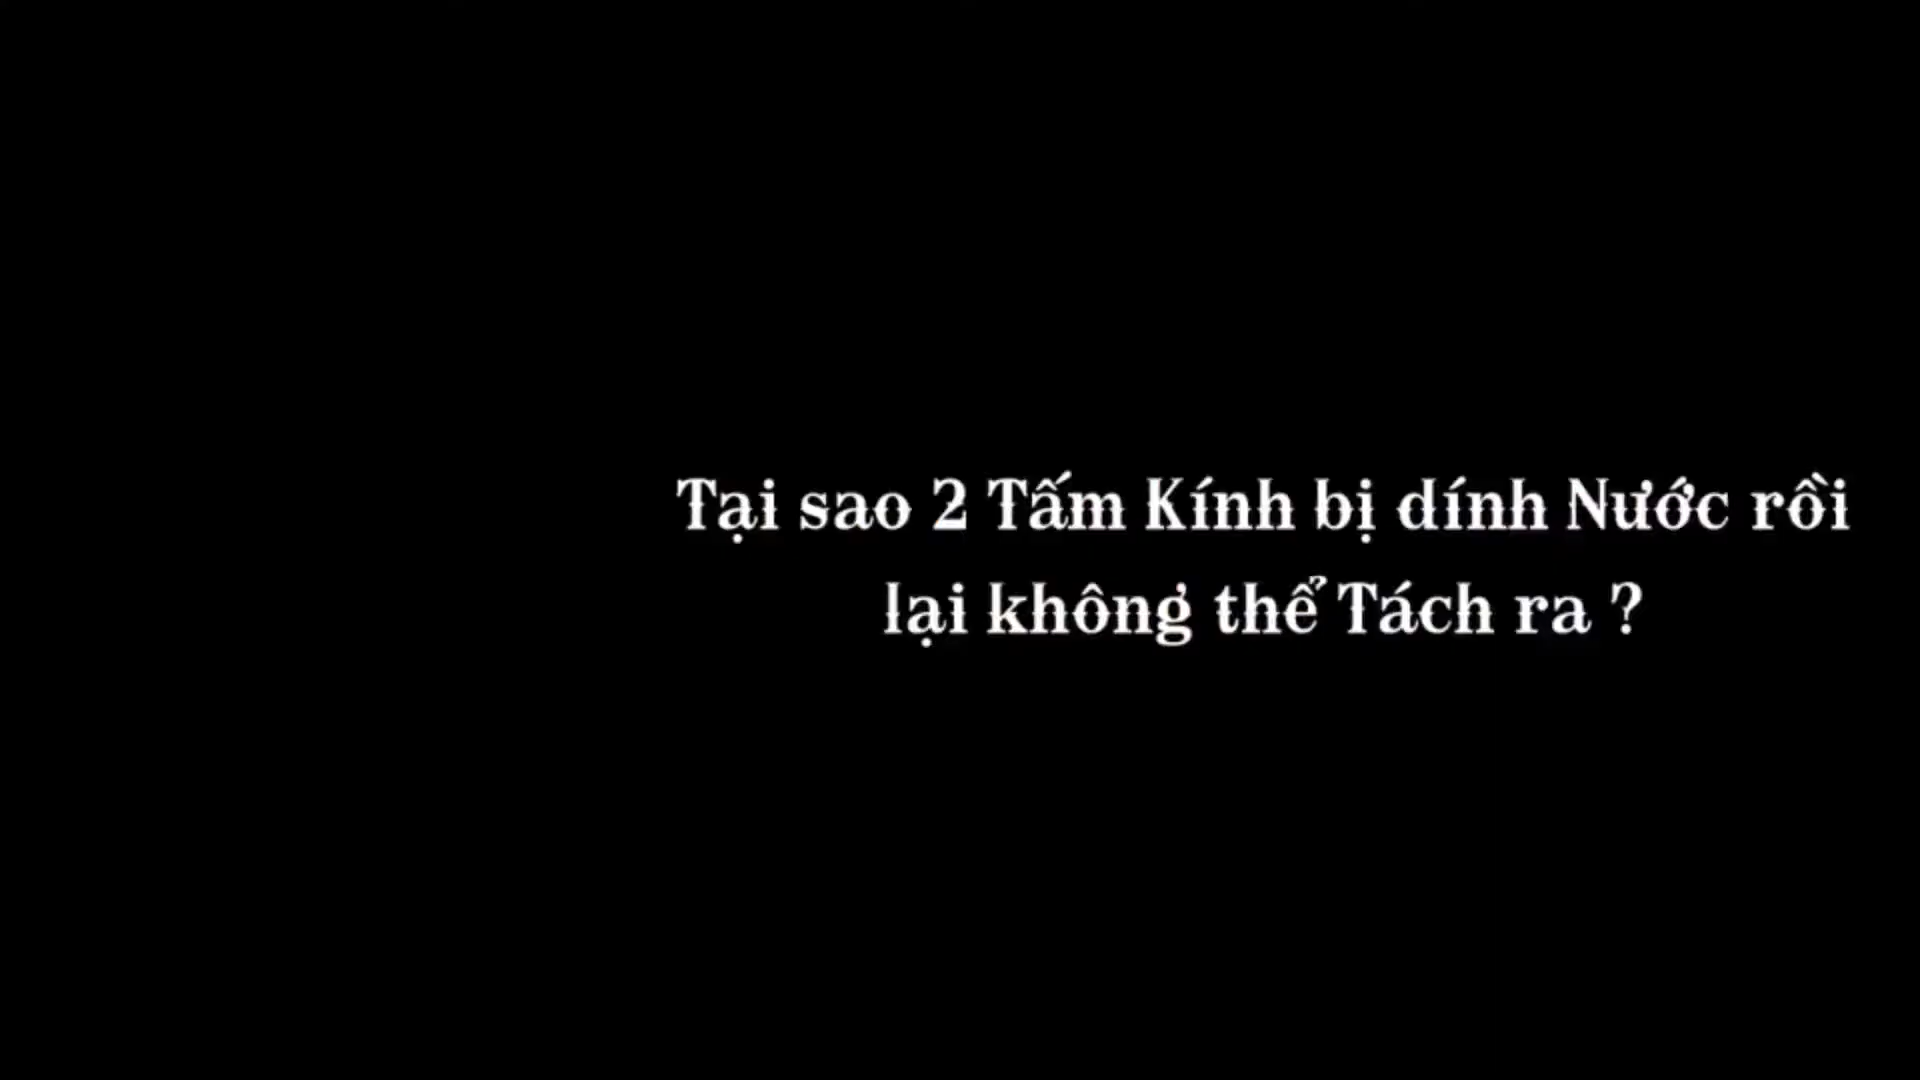 Tại sao 2 Tấm Kính bị dính Nước rồi
lại không thể Tách ra ?